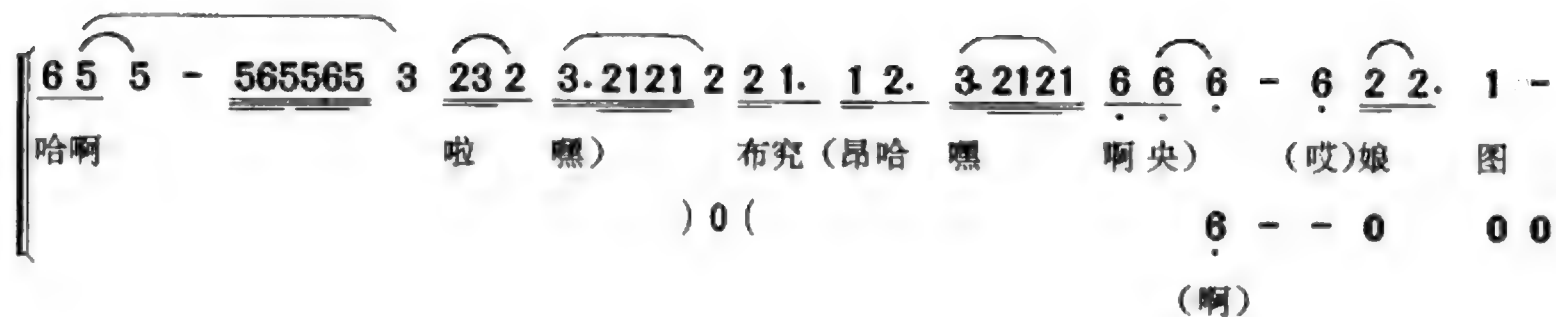 6 5 5 - 565565 3 23 2 3. 2121 2 2 1. 1 2. 3. 2121 6 6 6 - 6 2 2. 1 -
哈啊 啦 嘿） 布究（昂哈 嘿 啊央） （哎）娘 图
) 0 ( 6 - - 0 0 0
（啊）